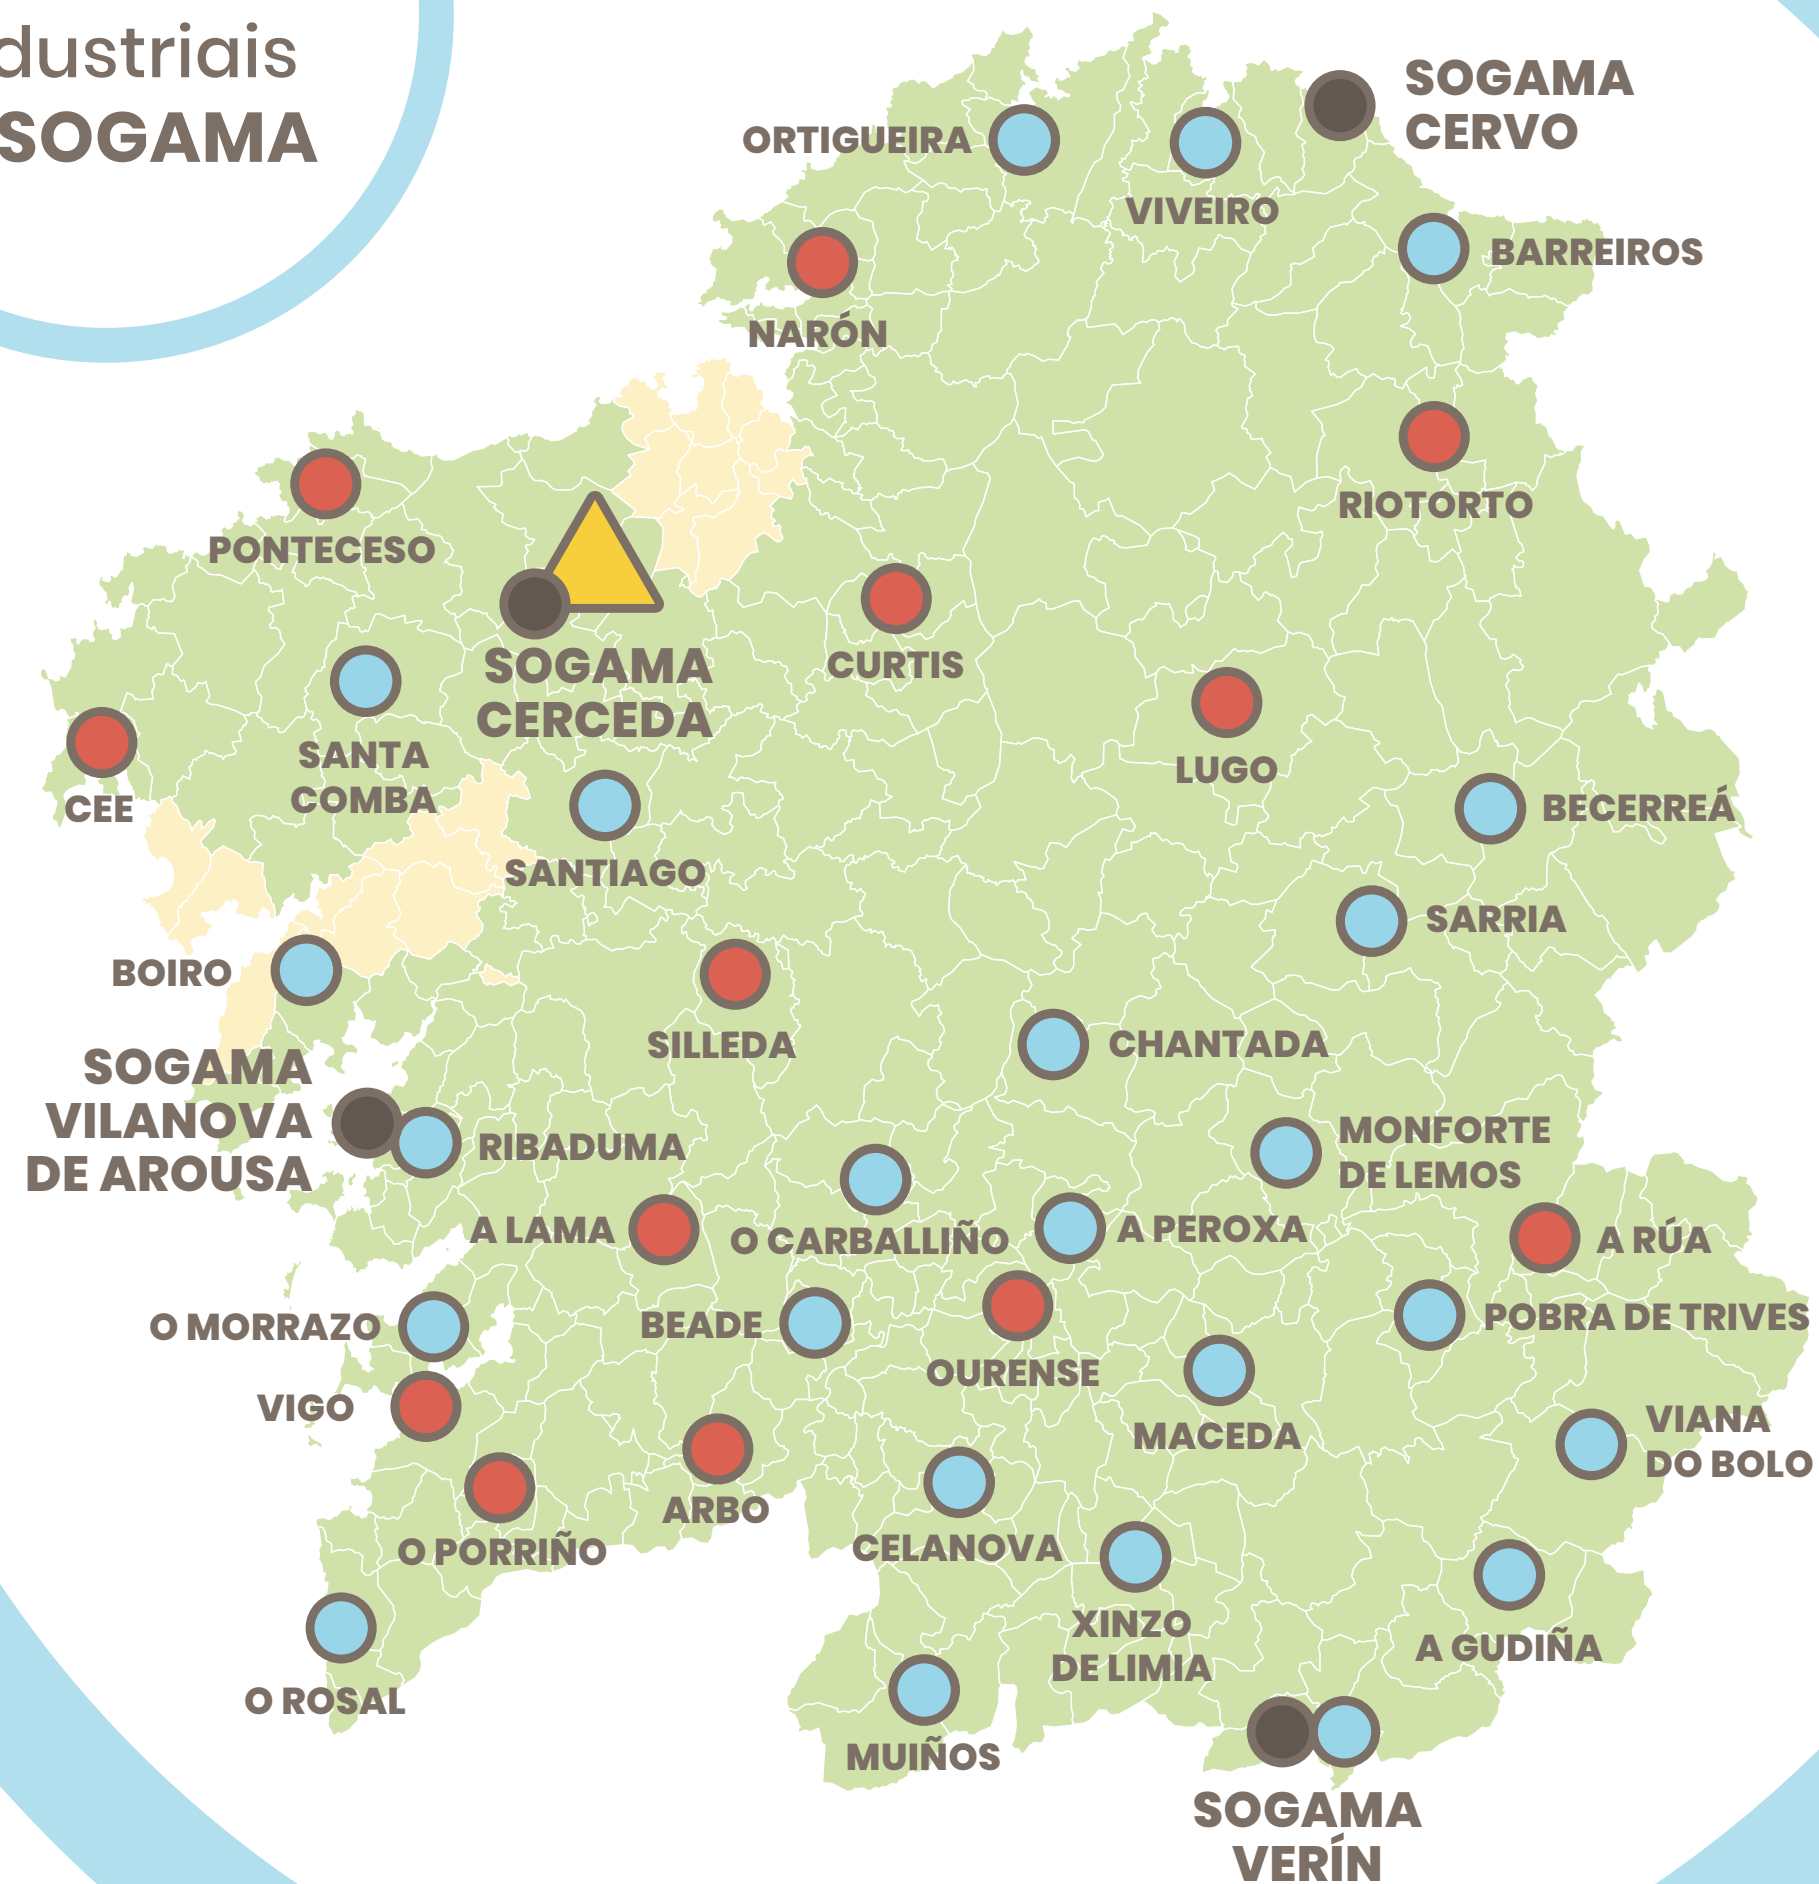 dustriais
SOGAMA
SOGAMA
CERVO
ORTIGUEIRA
VIVEIRO
BARREIROS
NARÓN
RIOTORTO
PONTECESO
SOGAMA
CERCEDA
CURTIS
LUGO
SANTA
COMBA
CEE
BECERREÁ
SANTIAGO
SARRIA
BOIRO
SILLEDA
CHANTADA
SOGAMA
VILANOVA
DE AROUSA
RIBADUMA
MONFORTE
DE LEMOS
A LAMA
O CARBALLIÑO
A PEROXA
A RÚA
O MORRAZO
BEADE
POBRA DE TRIVES
OURENSE
VIGO
MACEDA
VIANA
DO BOLO
ARBO
O PORRIÑO
CELANOVA
XINZO
DE LIMIA
A GUDIÑA
O ROSAL
MUIÑOS
SOGAMA
VERÍN